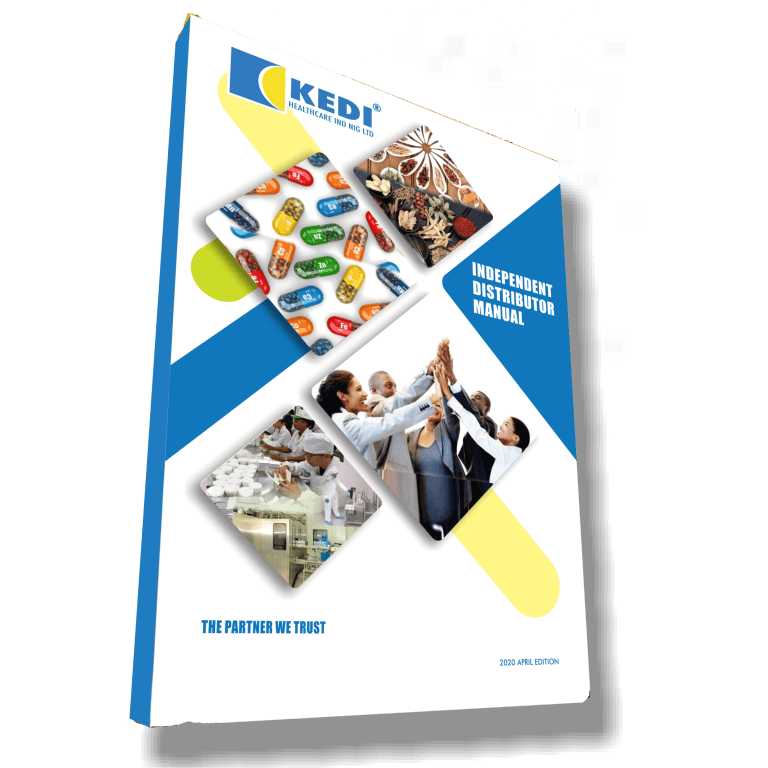 KEDI®
HEALTHCARE IND NIG LTD
INDEPENDENT
DISTRIBUTOR
MANUAL
THE PARTNER WE TRUST
2020 APRIL EDITION